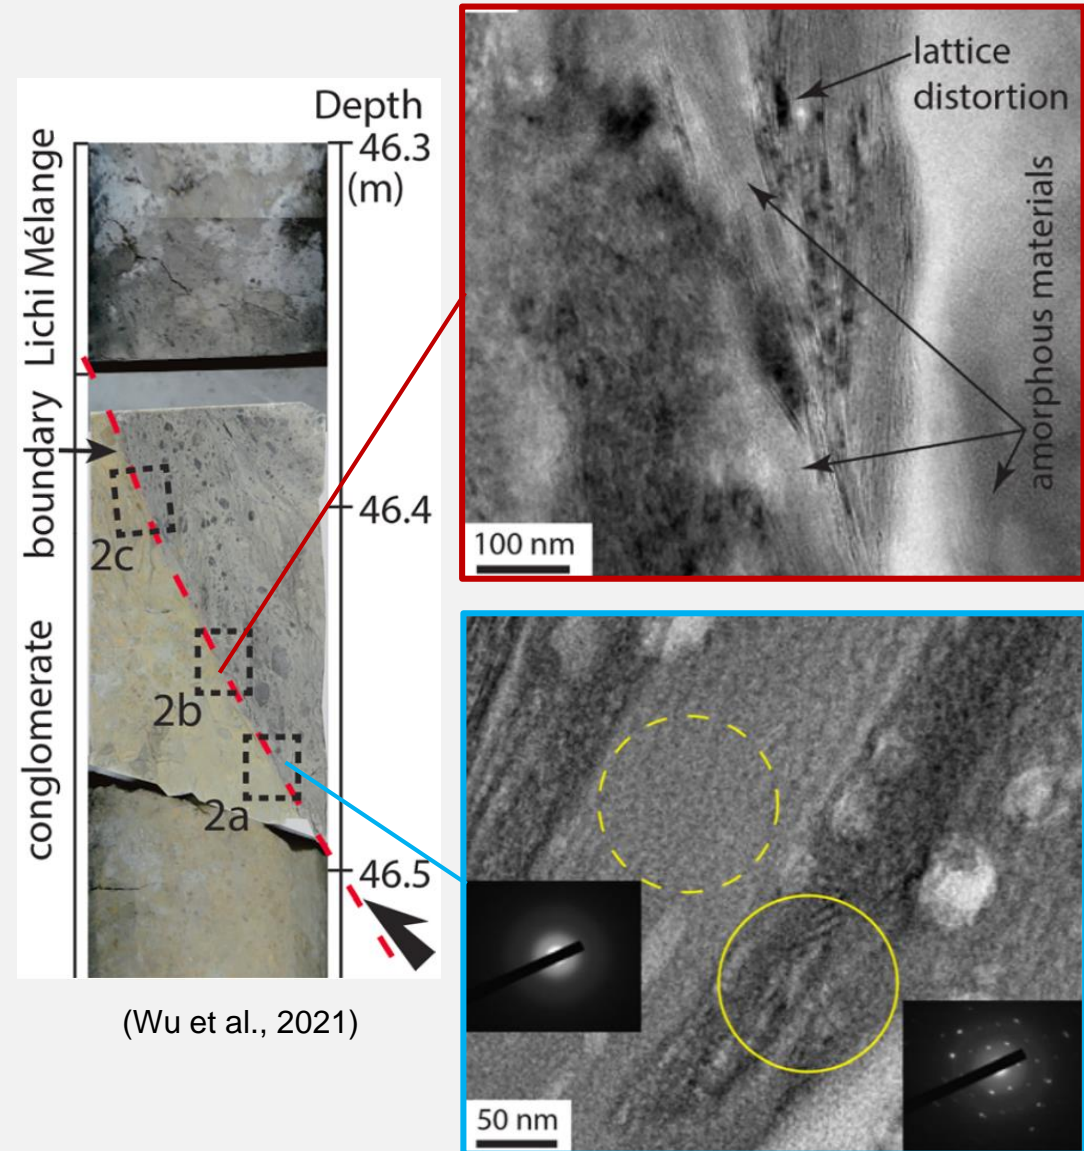 Depth
46.3
(m)
Lichi Mélange
boundary
46.4
2c
conglomerate
2b
2a
46.5
(Wu et al., 2021)
lattice
distortion
amorphous materials
100 nm
50 nm